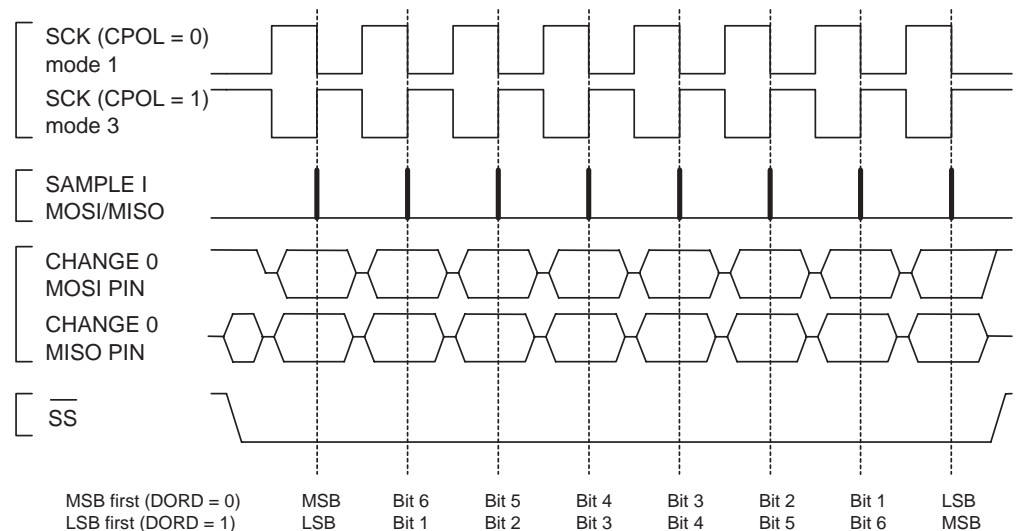 SCK (CPOL = 0)
mode 1
SCK (CPOL = 1)
mode 3
SAMPLE I
MOSI/MISO
CHANGE 0
MOSI PIN
CHANGE 0
MISO PIN
SS
MSB first (DORD = 0) MSB Bit 6 Bit 5 Bit 4 Bit 3 Bit 2 Bit 1 LSB
LSB first (DORD = 1) LSB Bit 1 Bit 2 Bit 3 Bit 4 Bit 5 Bit 6 MSB